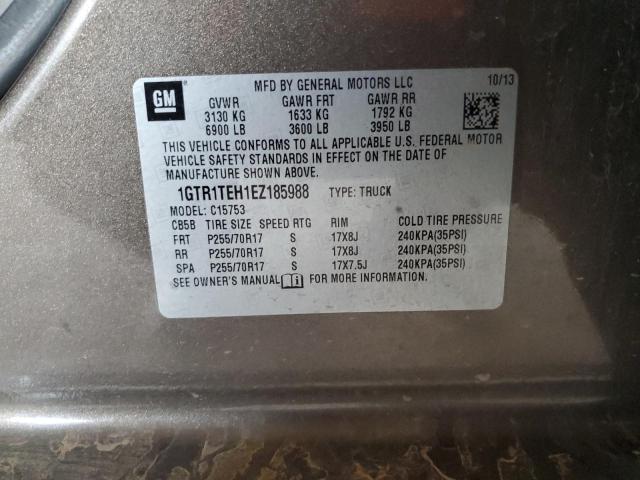 MFD BY GENERAL MOTORS LLC 10/13
GM
GVWR GAWR FRT GAWR RR
3130 KG 1633 KG 1792 KG
6900 LB 3600 LB 3950 LB
THIS VEHICLE CONFORMS TO ALL APPLICABLE U.S. FEDERAL MOTOR
VEHICLE SAFETY STANDARDS IN EFFECT ON THE DATE OF
MANUFACTURE SHOWN ABOVE.
1GTR1TEH1EZ185988 TYPE: TRUCK
MODEL: C15753
CB5B TIRE SIZE SPEED RTG RIM COLD TIRE PRESSURE
FRT P255/70R17 S 17X8J 240KPA(35PSI)
RR P255/70R17 S 17X8J 240KPA(35PSI)
SPA P255/70R17 S 17X7.5J 240KPA(35PSI)
SEE OWNER'S MANUAL FOR MORE INFORMATION.